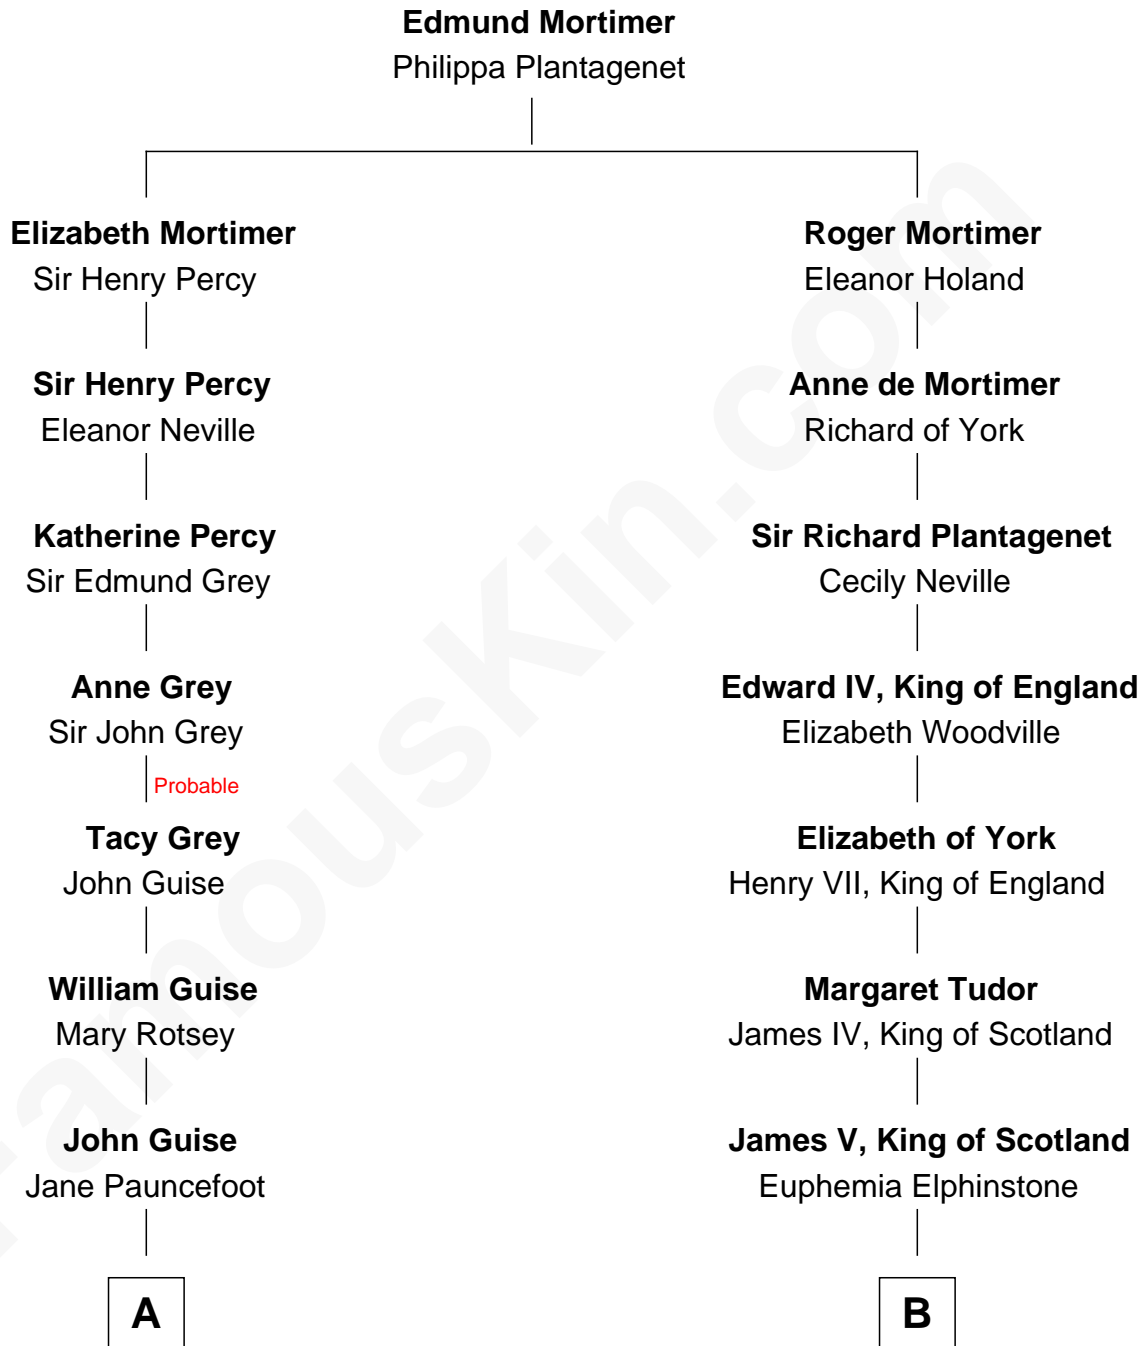 Edmund Mortimer
Philippa Plantagenet
Elizabeth Mortimer
Sir Henry Percy
Roger Mortimer
Eleanor Holand
Sir Henry Percy
Eleanor Neville
Anne de Mortimer
Richard of York
Katherine Percy
Sir Edmund Grey
Sir Richard Plantagenet
Cecily Neville
Anne Grey
Sir John Grey
Edward IV, King of England
Elizabeth Woodville
Probable
Tacy Grey
John Guise
Elizabeth of York
Henry VII, King of England
William Guise
Mary Rotsey
Margaret Tudor
James IV, King of Scotland
John Guise
Jane Pauncefoot
James V, King of Scotland
Euphemia Elphinstone
A
B
FamousKin.com